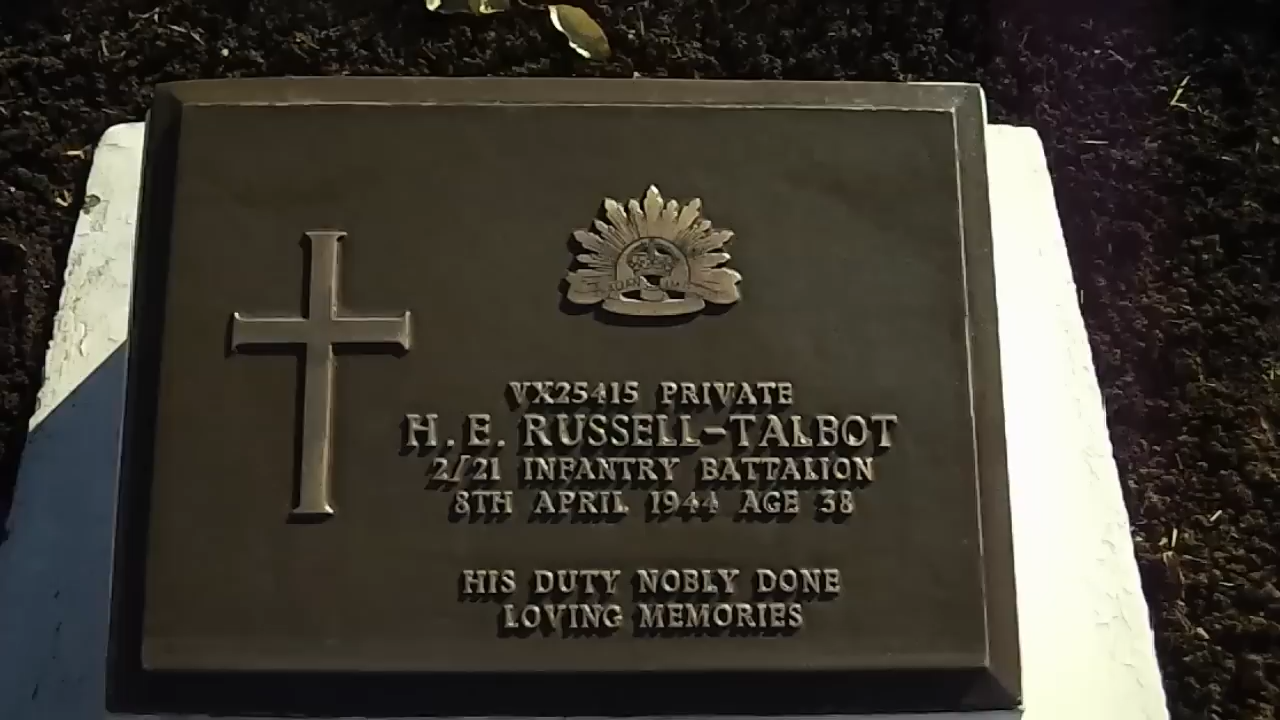 VX25415 PRIVATE
H. E. RUSSELL-TALBOT
2/21 INFANTRY BATTALION
8TH APRIL 1944 AGE 38
HIS DUTY NOBLY DONE
LOVING MEMORIES